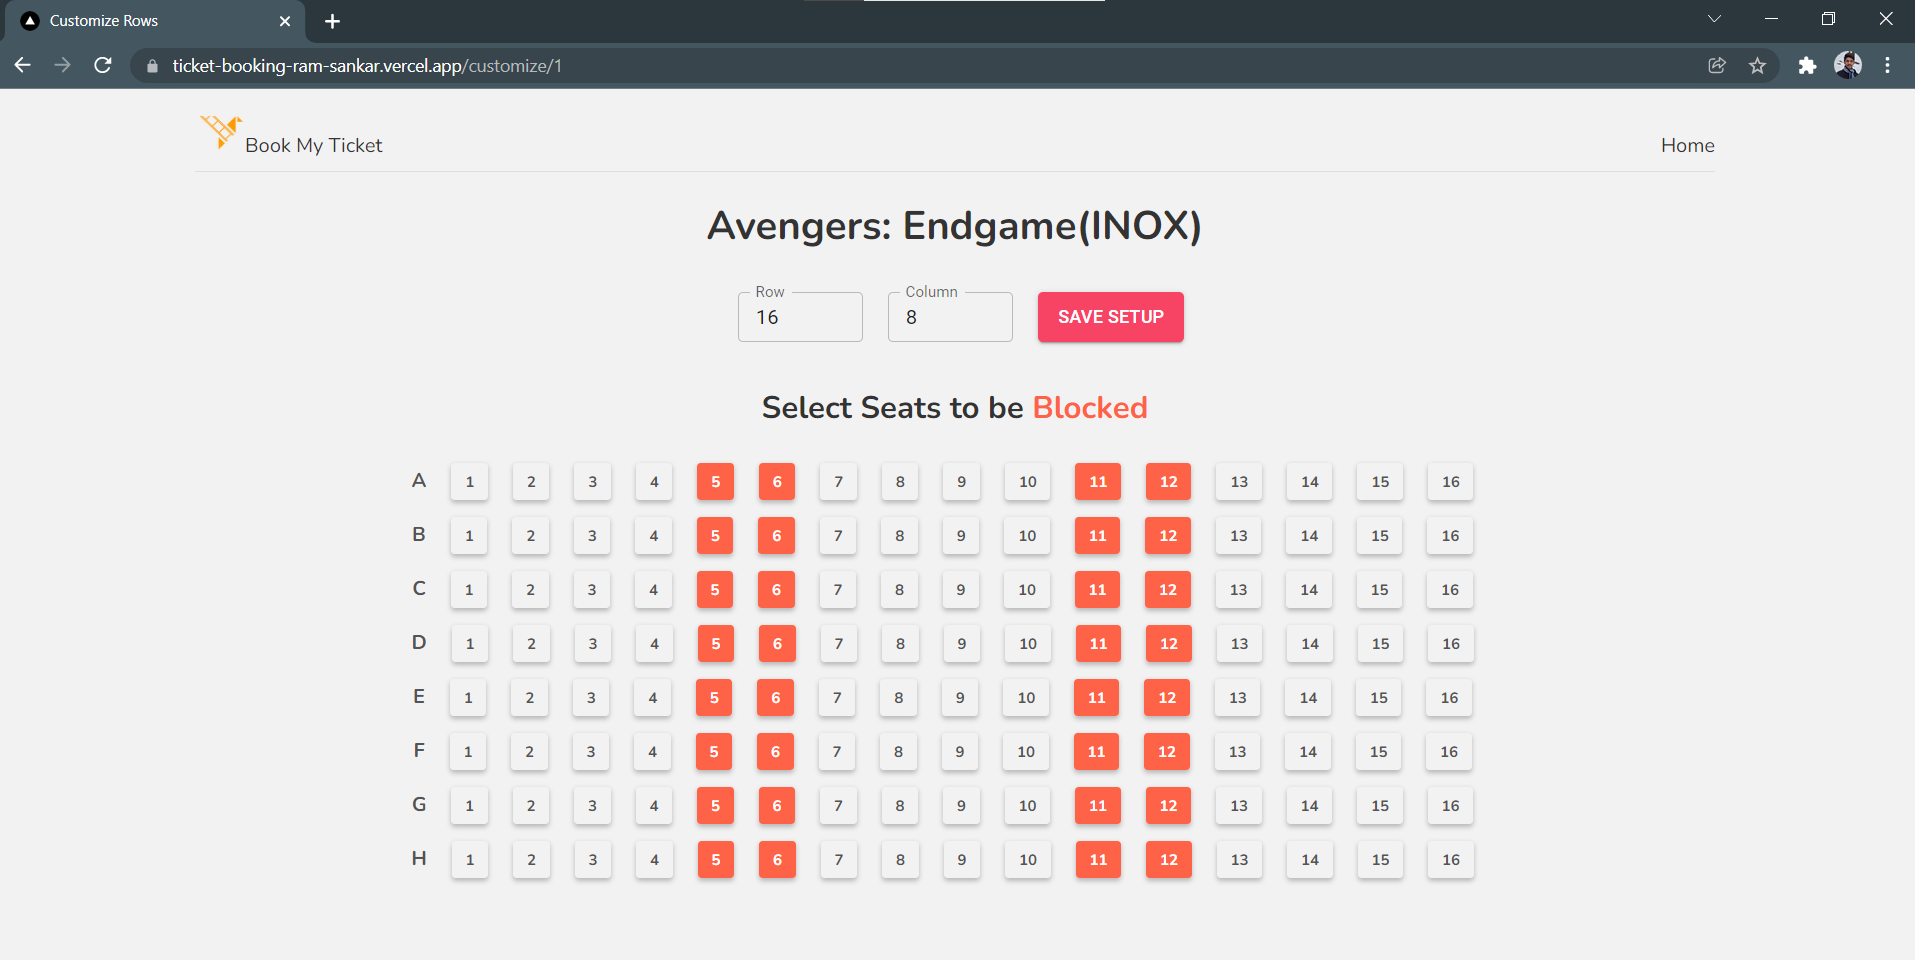 Customize Rows
ticket-booking-ram-sankar.vercel.app/customize/1
Book My Ticket Home
Avengers: Endgame(INOX)
Row Column
16 8 SAVE SETUP
Select Seats to be Blocked
A 1 2 3 4 5 6 7 8 9 10 11 12 13 14 15 16
B 1 2 3 4 5 6 7 8 9 10 11 12 13 14 15 16
C 1 2 3 4 5 6 7 8 9 10 11 12 13 14 15 16
D 1 2 3 4 5 6 7 8 9 10 11 12 13 14 15 16
E 1 2 3 4 5 6 7 8 9 10 11 12 13 14 15 16
F 1 2 3 4 5 6 7 8 9 10 11 12 13 14 15 16
G 1 2 3 4 5 6 7 8 9 10 11 12 13 14 15 16
H 1 2 3 4 5 6 7 8 9 10 11 12 13 14 15 16